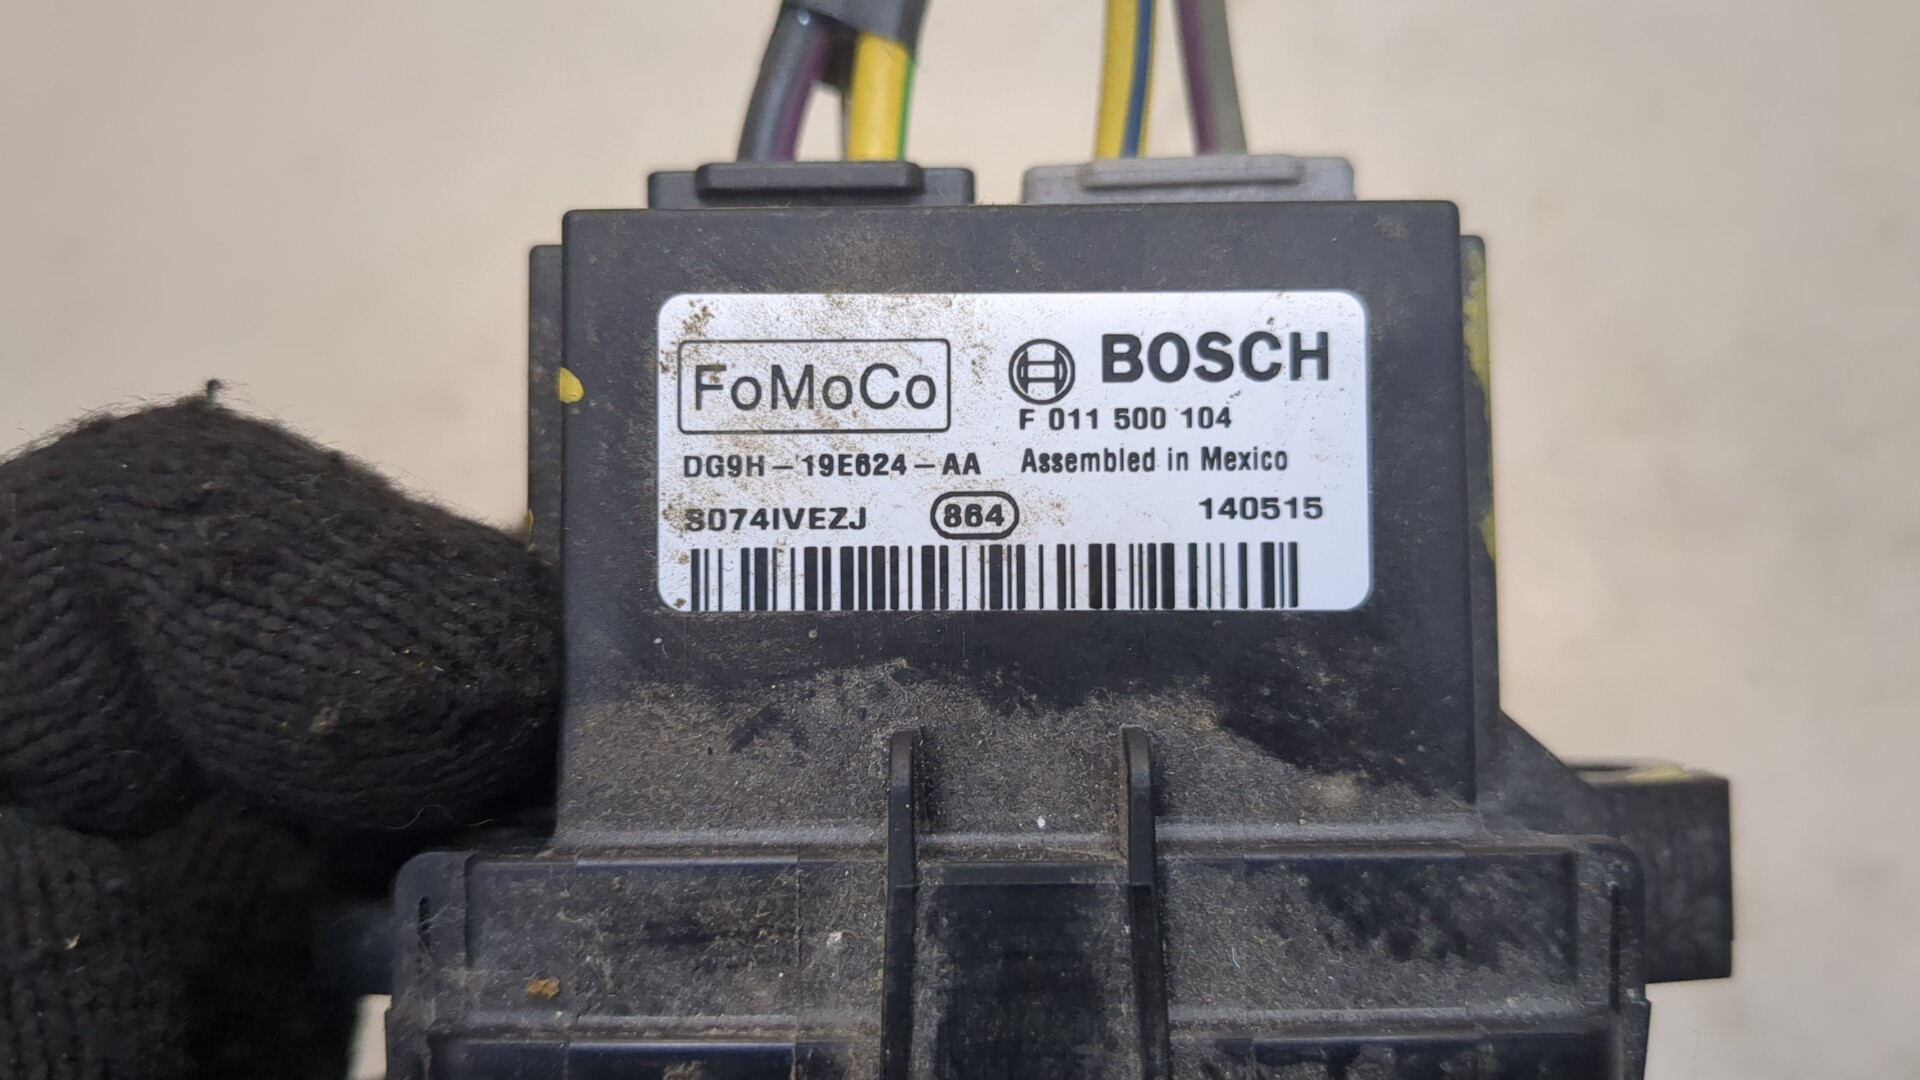 FoMoCo
BOSCH
F 011 500 104
DG9H-19E624-AA
Assembled in Mexico
S074IVEZJ
864
140515